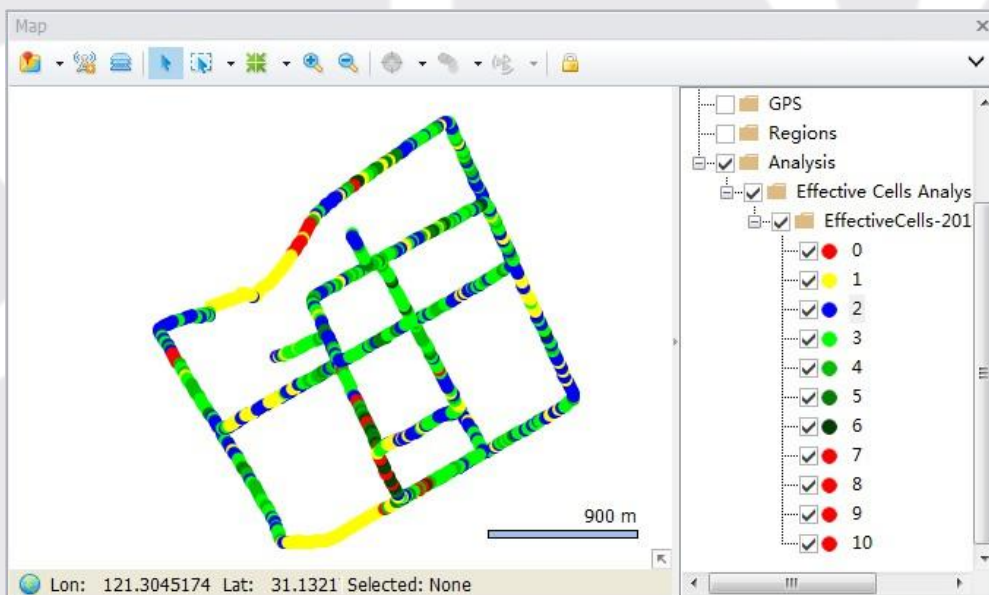 Map
GPS
Regions
Analysis
Effective Cells Analys
EffectiveCells-201
0
1
2
3
4
5
6
7
8
9
10
900 m
Lon: 121.3045174 Lat: 31.1321 Selected: None